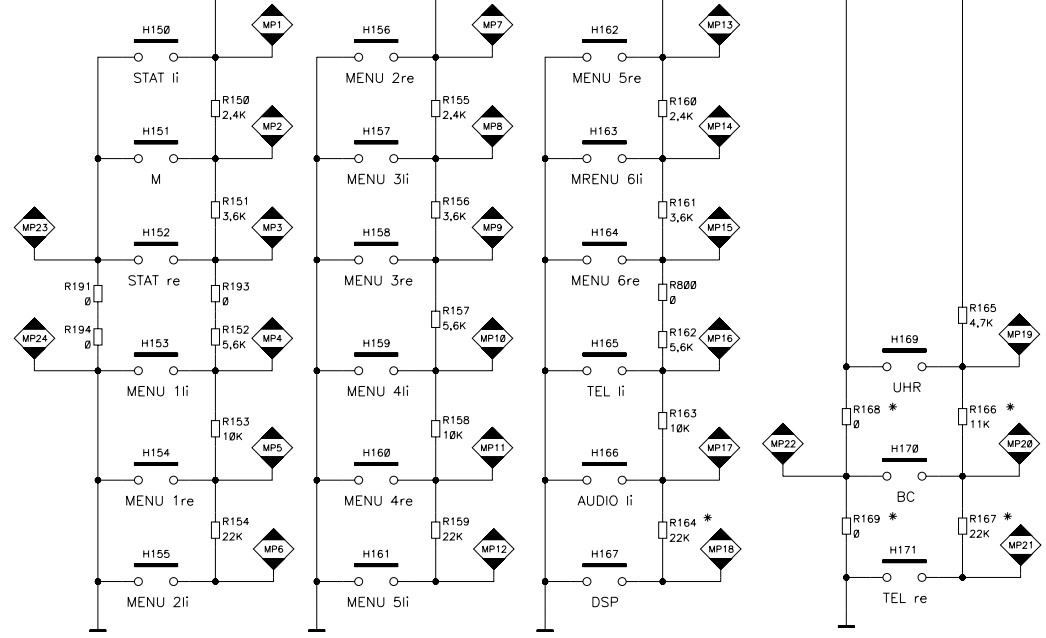 MP1
H150
STAT li
R150
2,4K
MP2
H151
M
R151
3,6K
MP3
MP23
H152
STAT re
R191
0
R193
0
R194
0
R152
5,6K
MP4
MP24
H153
MENU 1li
R153
10K
MP5
H154
MENU 1re
R154
22K
MP6
H155
MENU 2li
MP7
H156
MENU 2re
R155
2,4K
MP8
H157
MENU 3li
R156
3,6K
MP9
H158
MENU 3re
R157
5,6K
MP10
H159
MENU 4li
R158
10K
MP11
H160
MENU 4re
R159
22K
MP12
H161
MENU 5li
MP13
H162
MENU 5re
R160
2,4K
MP14
H163
MRENU 6li
R161
3,6K
MP15
H164
MENU 6re
R800
0
R162
5,6K
MP16
H165
TEL li
R163
10K
MP17
H166
AUDIO li
R164 *
22K
MP18
H167
DSP
R165
4,7K
MP19
H169
UHR
R168 *
0
R166 *
11K
MP22
MP20
H170
BC
R169 *
0
R167 *
22K
MP21
H171
TEL re